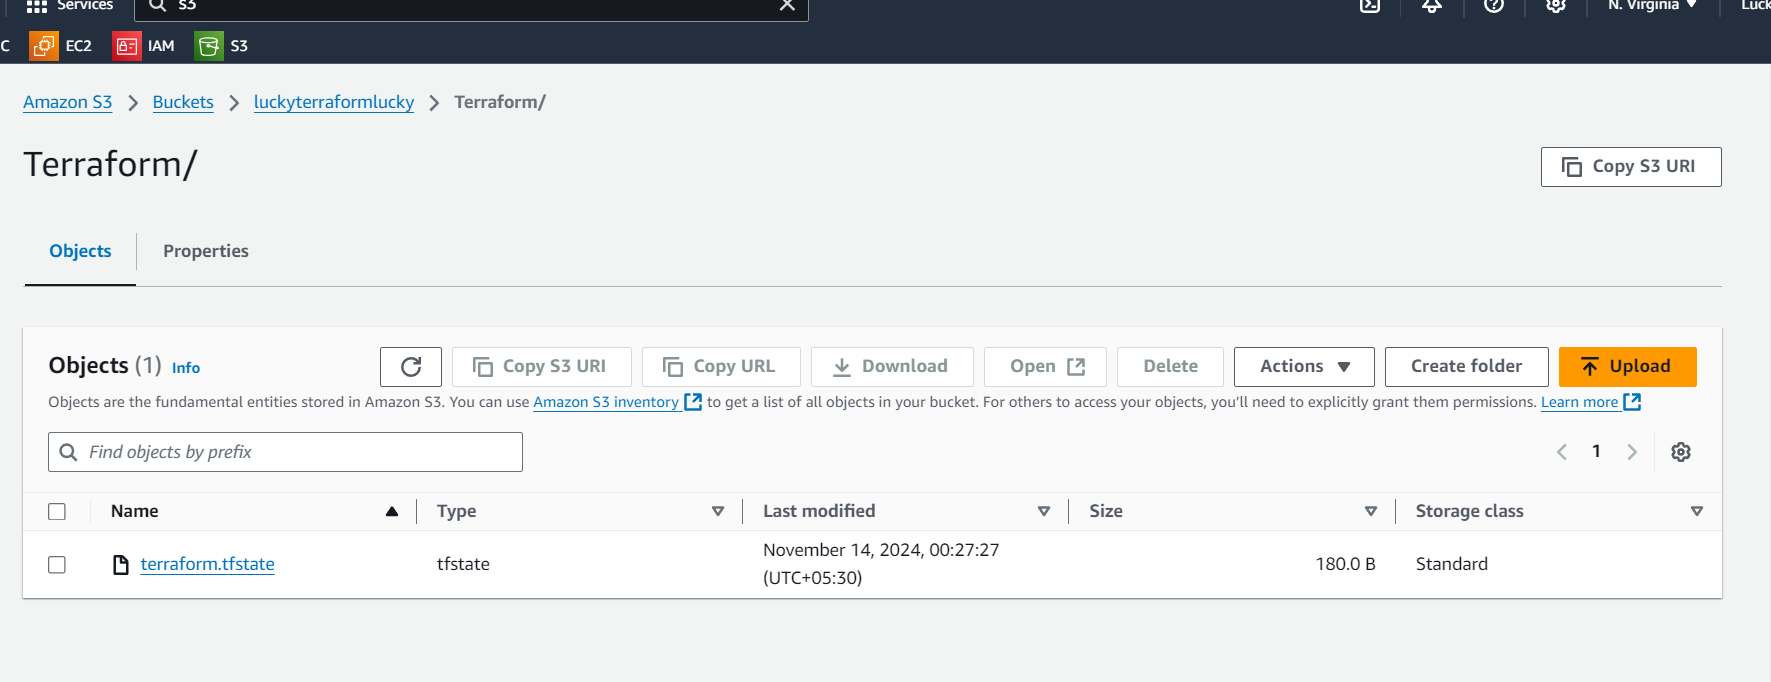 Services
s3
N. Virginia
Luck
C
EC2
IAM
S3
Amazon S3 > Buckets > luckyterraformlucky > Terraform/
Terraform/
Copy S3 URI
Objects
Properties
Objects (1) Info
Copy S3 URI
Copy URL
Download
Open
Delete
Actions
Create folder
Upload
Objects are the fundamental entities stored in Amazon S3. You can use Amazon S3 inventory to get a list of all objects in your bucket. For others to access your objects, you'll need to explicitly grant them permissions. Learn more
Find objects by prefix
1
Name
Type
Last modified
Size
Storage class
terraform.tfstate
tfstate
November 14, 2024, 00:27:27
(UTC+05:30)
180.0 B
Standard